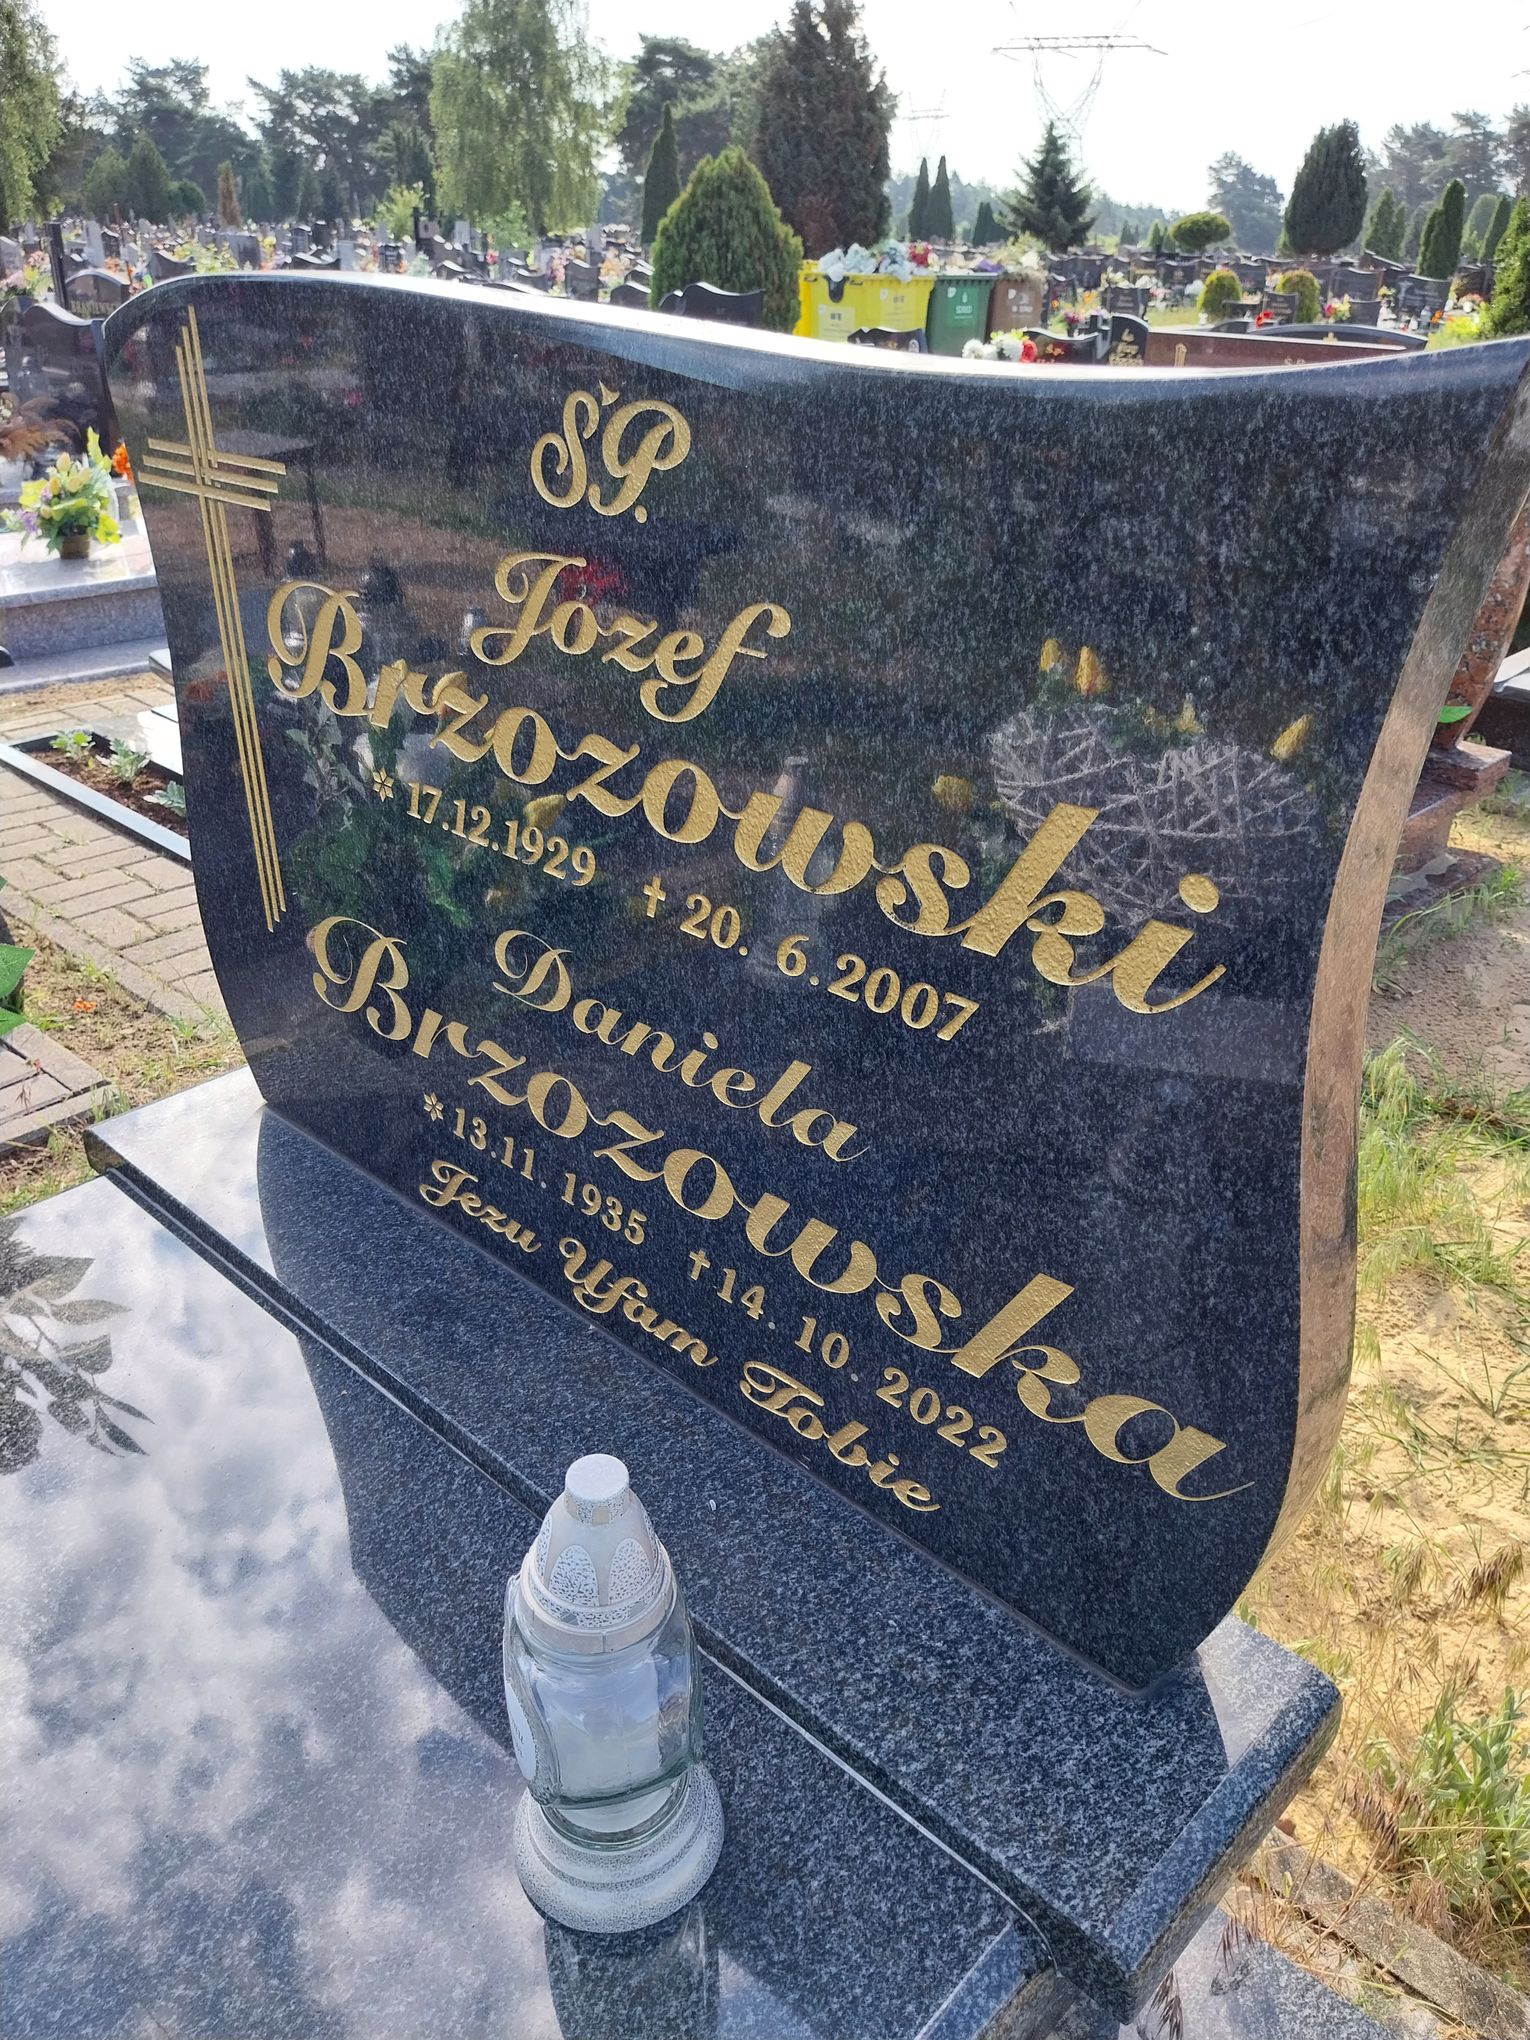 Ś.P.
Józef
Brzozowski
* 17.12.1929 † 20. 6.2007
Daniela
Brzozowska
* 13.11. 1935 † 14. 10. 2022
Jezu Ufam Tobie